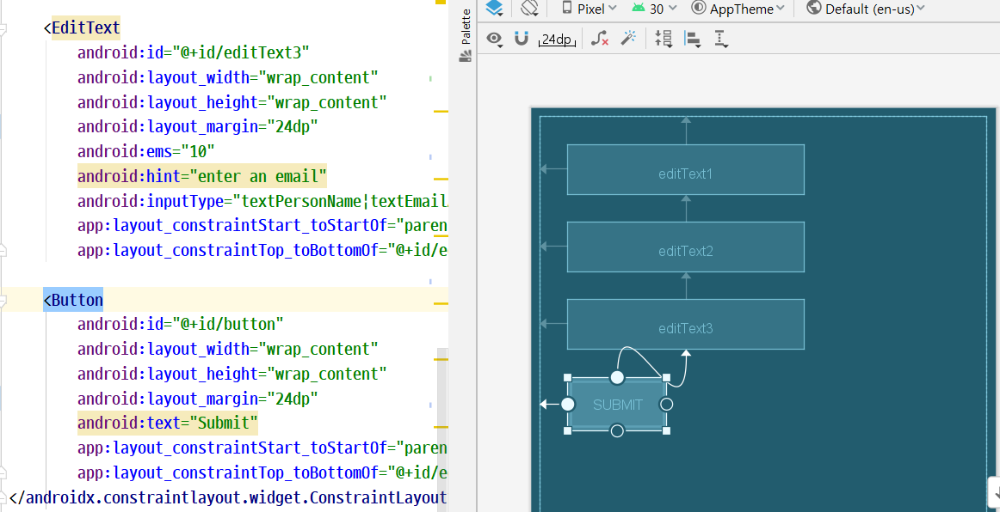 <EditText
android:id="@+id/editText3"
android:layout_width="wrap_content"
android:layout_height="wrap_content"
android:layout_margin="24dp"
android:ems="10"
android:hint="enter an email"
android:inputType="textPersonName|textEmail
app:layout_constraintStart_toStartOf="paren
app:layout_constraintTop_toBottomOf="@+id/e
<Button
android:id="@+id/button"
android:layout_width="wrap_content"
android:layout_height="wrap_content"
android:layout_margin="24dp"
android:text="Submit"
app:layout_constraintStart_toStartOf="paren
app:layout_constraintTop_toBottomOf="@+id/e
</androidx.constraintlayout.widget.ConstraintLayout
Palette
Pixel 30 AppTheme Default (en-us)
24dp
editText1
editText2
editText3
SUBMIT